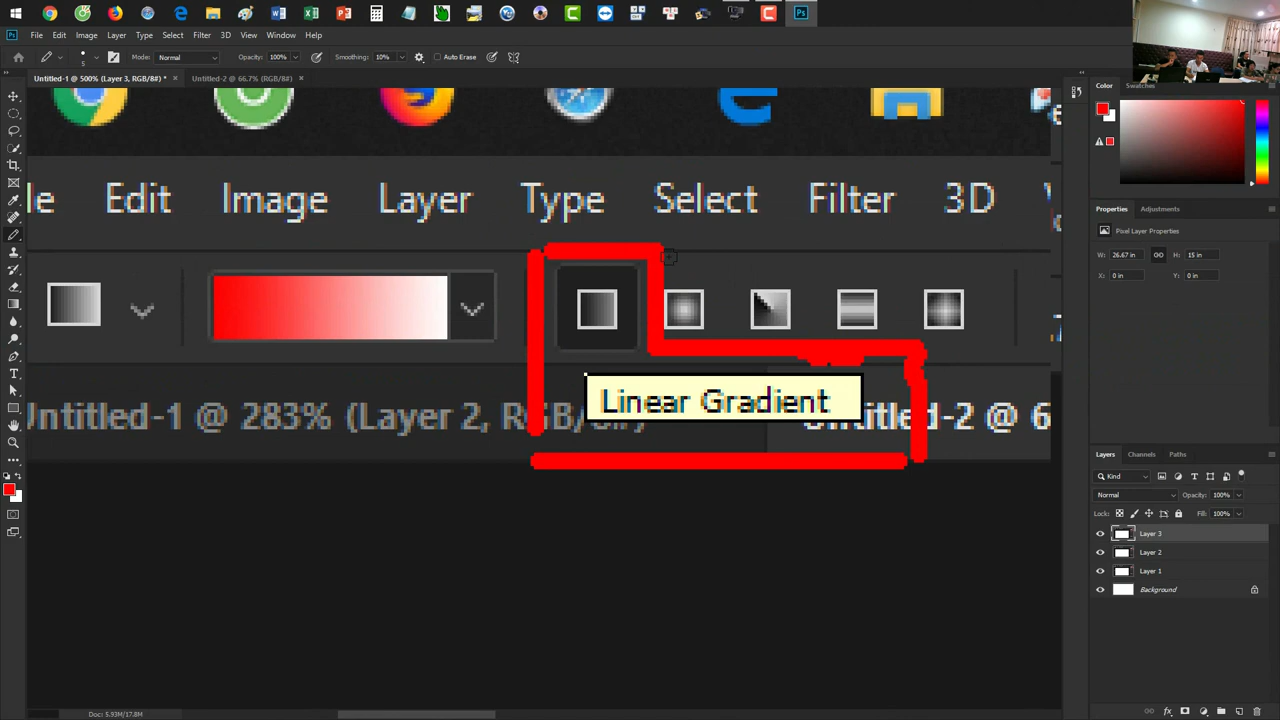 File Edit Image Layer Type Select Filter 3D View Window Help
Mode: Normal Opacity: 100% Smoothing: 10% Auto Erase
5
Untitled-1 @ 500% (Layer 3, RGB/8#) * × Untitled-2 @ 66.7% (RGB/8#) ×
Color Swatches
le Edit Image Layer Type Select Filter 3D
Properties Adjustments
Pixel Layer Properties
W: 26.67 in H: 15 in
X: 0 in Y: 0 in
Linear Gradient
Untitled-1 @ 283% (Layer 2, RGB/8#) Untitled-2 @ 6
Layers Channels Paths
Kind
Normal Opacity: 100%
Lock: Fill: 100%
Layer 3
Layer 2
Layer 1
Background
Doc: 5.93M/17.8M